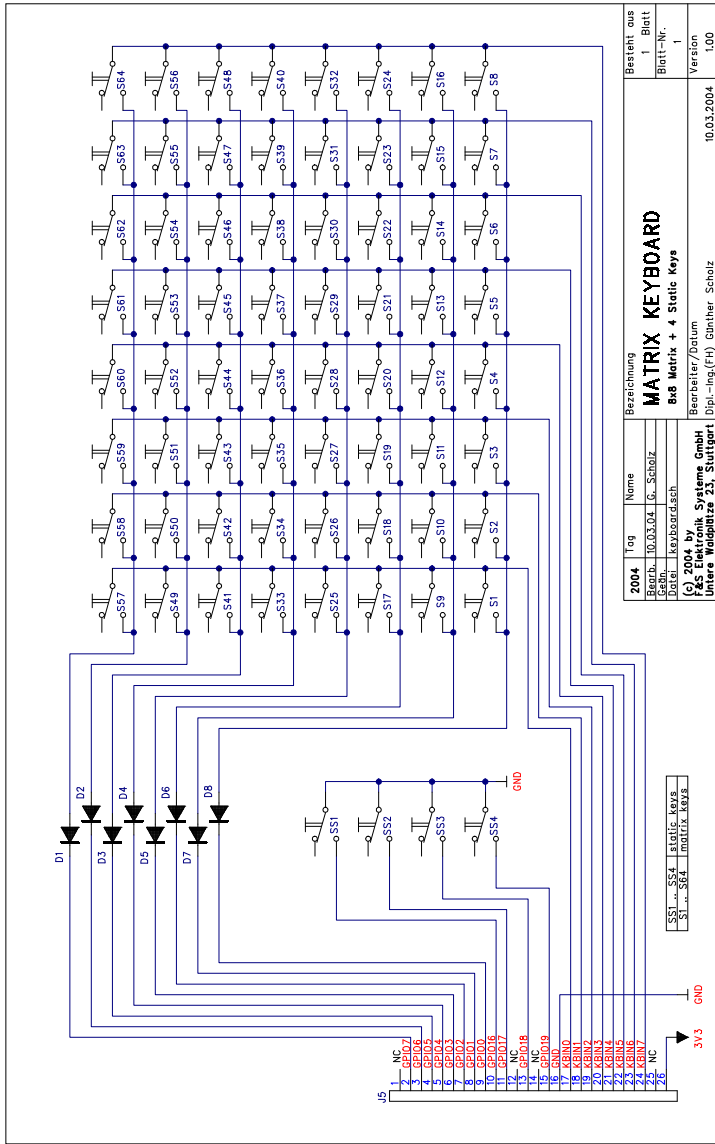 S57 S58 S59 S60 S61 S62 S63 S64
S49 S50 S51 S52 S53 S54 S55 S56
S41 S42 S43 S44 S45 S46 S47 S48
S33 S34 S35 S36 S37 S38 S39 S40
S25 S26 S27 S28 S29 S30 S31 S32
S17 S18 S19 S20 S21 S22 S23 S24
S9 S10 S11 S12 S13 S14 S15 S16
S1 S2 S3 S4 S5 S6 S7 S8
D1
D2
D3
D4
D5
D6
D7
D8
SS1
SS2
SS3
SS4
GND
J5
1 NC
2 GPIO7
3 GPIO6
4 GPIO5
5 GPIO4
6 GPIO3
7 GPIO2
8 GPIO1
9 GPIO0
10 GPIO16
11 GPIO17
12 NC
13 GPIO18
14 NC
15 GPIO19
16 GND
17 KBIN0
18 KBIN1
19 KBIN2
20 KBIN3
21 KBIN4
22 KBIN5
23 KBIN6
24 KBIN7
25 NC
26
3V3
GND
SS1 .. SS4 static keys
S1 .. S64 matrix keys
2004 Tag Name
Bearb. 10.03.04 G. Scholz
Geän.
Datei keyboard.sch
(c) 2004 by
F&S Elektronik Systeme GmbH
Untere Waldplätze 23, Stuttgart
Bezeichnung
MATRIX KEYBOARD
8x8 Matrix + 4 Static Keys
Bearbeiter/Datum
Dipl.-Ing.(FH) Günther Scholz 10.03.2004
Besteht aus
1 Blatt
Blatt-Nr.
1
Version
1.00